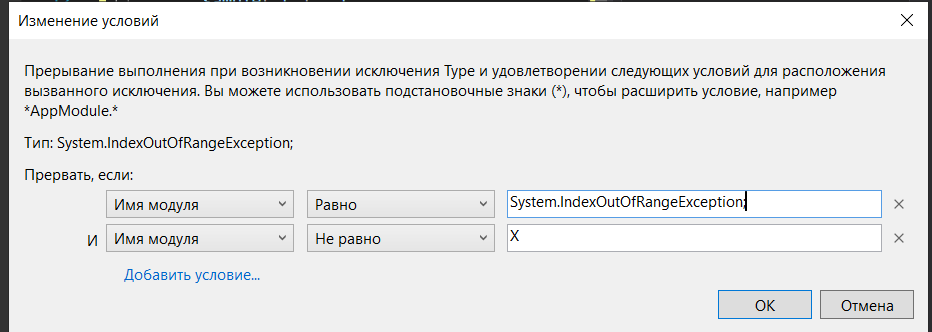 Изменение условий
Прерывание выполнения при возникновении исключения Type и удовлетворении следующих условий для расположения
вызванного исключения. Вы можете использовать подстановочные знаки (*), чтобы расширить условие, например
*AppModule.*
Тип: System.IndexOutOfRangeException;
Прервать, если:
Имя модуля Равно System.IndexOutOfRangeException;
И Имя модуля Не равно X
Добавить условие...
ОК Отмена